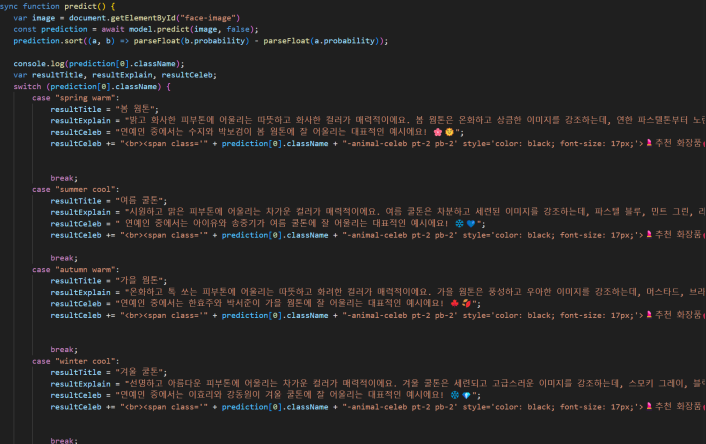 sync function predict() {
var image = document.getElementById("face-image")
const prediction = await model.predict(image, false);
prediction.sort((a, b) => parseFloat(b.probability) - parseFloat(a.probability));
console.log(prediction[0].className);
var resultTitle, resultExplain, resultCeleb;
switch (prediction[0].className) {
case "spring warm":
resultTitle = "봄 웜톤";
resultExplain = "밝고 화사한 피부톤에 어울리는 따뜻하고 화사한 컬러가 매력적이에요. 봄 웜톤은 온화하고 상큼한 이미지를 강조하는데, 연한 파스텔톤부터 노란
resultCeleb = "연예인 중에서는 수지와 박보검이 봄 웜톤에 잘 어울리는 대표적인 예시에요! 🌸🌼";
resultCeleb += "<br><span class='" + prediction[0].className + "-animal-celeb pt-2 pb-2' style='color: black; font-size: 17px;'>💄추천 화장품
break;
case "summer cool":
resultTitle = "여름 쿨톤";
resultExplain = "시원하고 맑은 피부톤에 어울리는 차가운 컬러가 매력적이에요. 여름 쿨톤은 차분하고 세련된 이미지를 강조하는데, 파스텔 블루, 민트 그린,
resultCeleb = " 연예인 중에서는 아이유와 송중기가 여름 쿨톤에 잘 어울리는 대표적인 예시에요! ❄️💙";
resultCeleb += "<br><span class='" + prediction[0].className + "-animal-celeb pt-2 pb-2' style='color: black; font-size: 17px;'>💄추천 화장품
break;
case "autumn warm":
resultTitle = "가을 웜톤";
resultExplain = "온화하고 톡 쏘는 피부톤에 어울리는 따뜻하고 화려한 컬러가 매력적이에요. 가을 웜톤은 풍성하고 우아한 이미지를 강조하는데, 머스타드,
resultCeleb = "연예인 중에서는 한효주와 박서준이 가을 웜톤에 잘 어울리는 대표적인 예시에요! 🍁🍂";
resultCeleb += "<br><span class='" + prediction[0].className + "-animal-celeb pt-2 pb-2' style='color: black; font-size: 17px;'>💄추천 화장품
break;
case "winter cool":
resultTitle = "겨울 쿨톤";
resultExplain = "선명하고 아름다운 피부톤에 어울리는 차가운 컬러가 매력적이에요. 겨울 쿨톤은 세련되고 고급스러운 이미지를 강조하는데, 스모키 그레이,
resultCeleb = "연예인 중에서는 이효리와 강동원이 겨울 쿨톤에 잘 어울리는 대표적인 예시에요! ❄️💎";
resultCeleb += "<br><span class='" + prediction[0].className + "-animal-celeb pt-2 pb-2' style='color: black; font-size: 17px;'>💄추천 화장품
break;